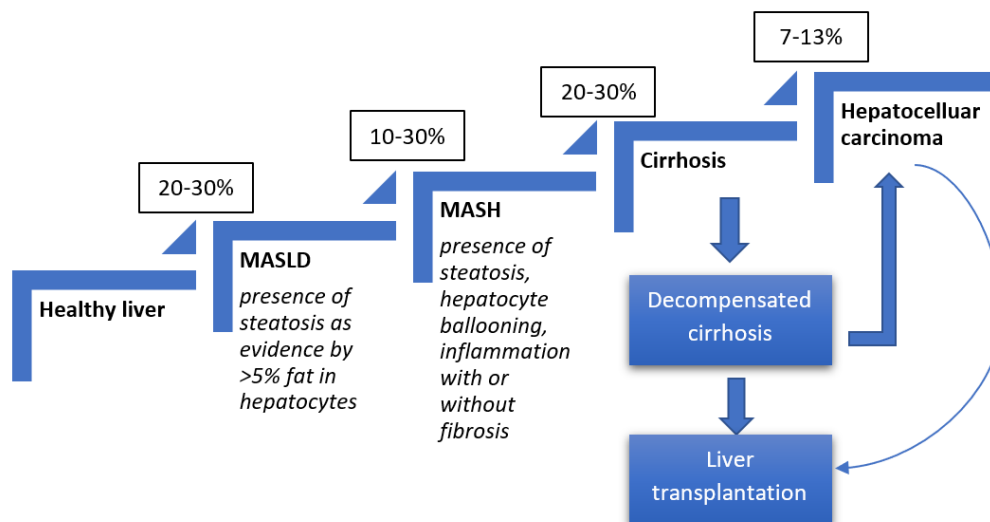 7-13%
20-30%
10-30%
20-30%
Healthy liver
MASLD
presence of
steatosis as
evidence by
>5% fat in
hepatocytes
MASH
presence of
steatosis,
hepatocyte
ballooning,
inflammation
with or
without
fibrosis
Cirrhosis
Hepatocelluar
carcinoma
Decompensated
cirrhosis
Liver
transplantation